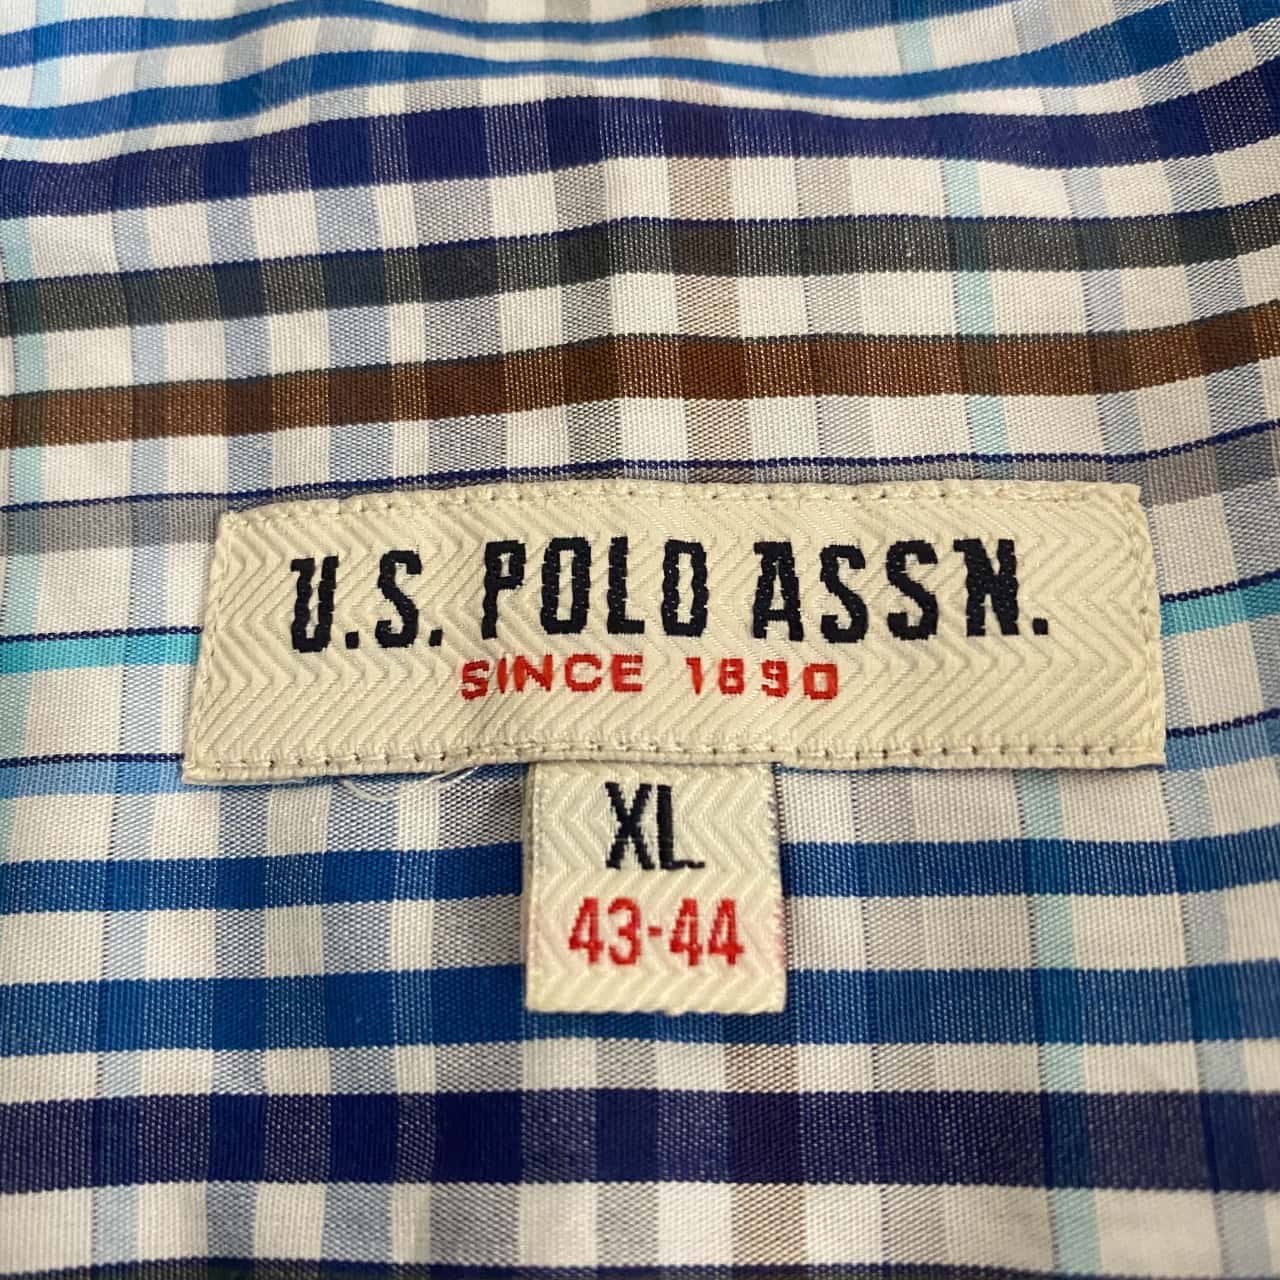 U.S. POLO ASSN.
SINCE 1890
XL
43-44